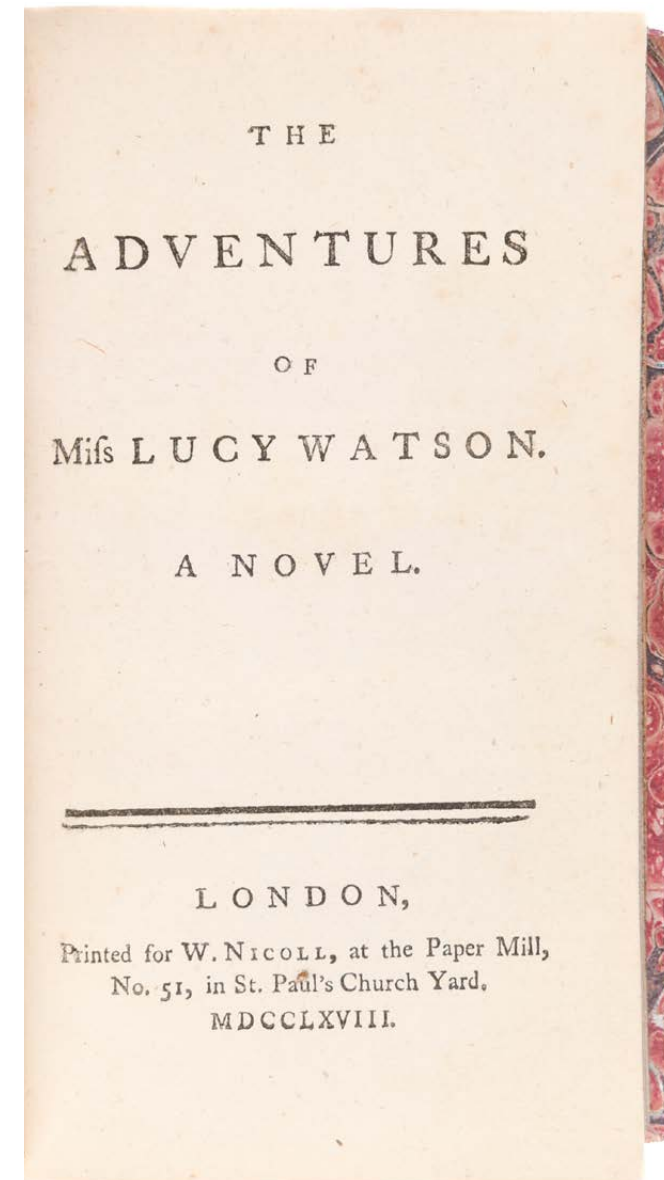 THE
ADVENTURES
OF
Miſs LUCY WATSON.
A NOVEL.
LONDON,
Printed for W. NICOLL, at the Paper Mill,
No. 51, in St. Paul's Church Yard.
MDCCLXVIII.